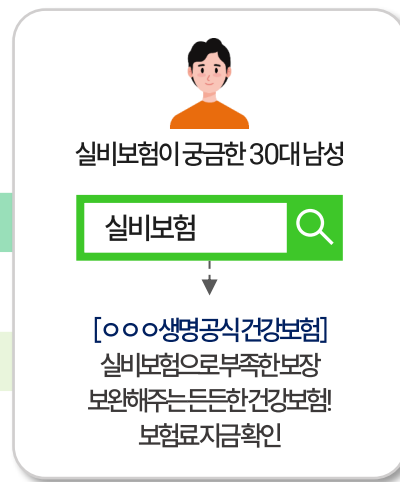 실비보험이 궁금한 30대 남성
실비보험
[ㅇㅇㅇ생명 공식 건강보험]
실비보험으로 부족한 보장
보완해주는 든든한 건강보험!
보험료 지금 확인